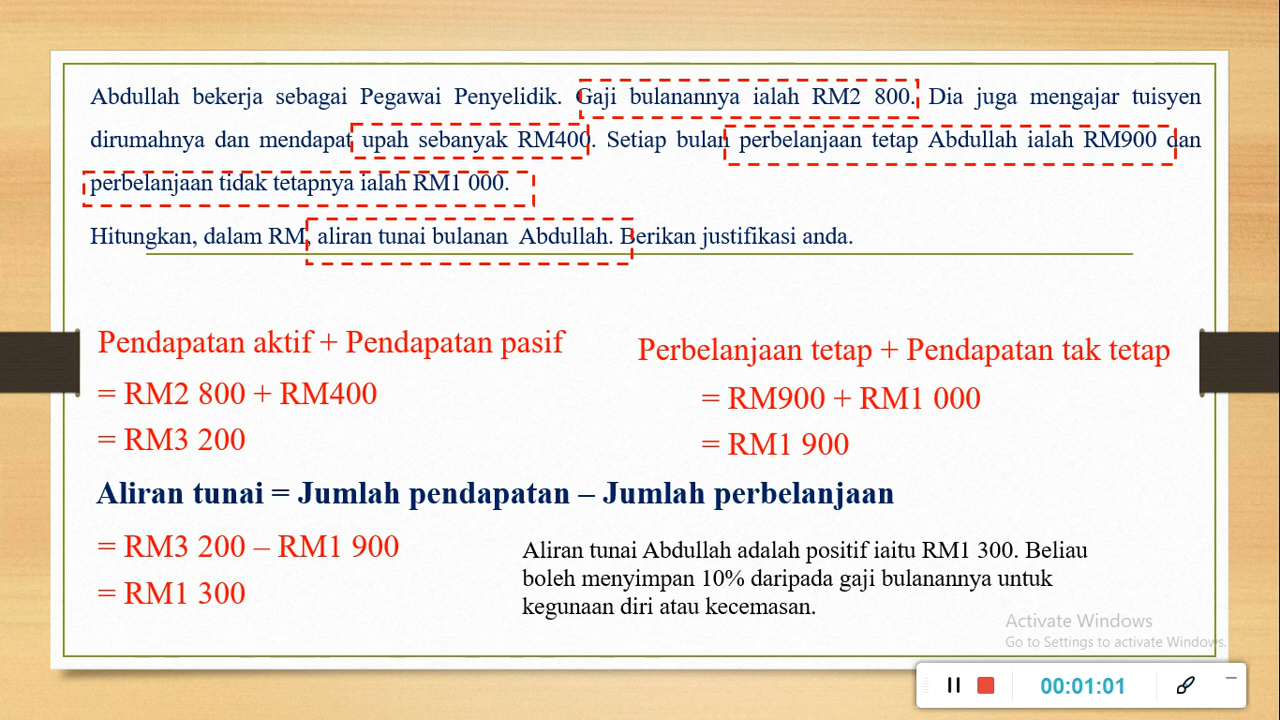 Abdullah bekerja sebagai Pegawai Penyelidik. Gaji bulanannya ialah RM2 800. Dia juga mengajar tuisyen
dirumahnya dan mendapat upah sebanyak RM400. Setiap bulan perbelanjaan tetap Abdullah ialah RM900 dan
perbelanjaan tidak tetapnya ialah RM1 000.
Hitungkan, dalam RM, aliran tunai bulanan Abdullah. Berikan justifikasi anda.
Pendapatan aktif + Pendapatan pasif
= RM2 800 + RM400
= RM3 200
Perbelanjaan tetap + Pendapatan tak tetap
= RM900 + RM1 000
= RM1 900
Aliran tunai = Jumlah pendapatan – Jumlah perbelanjaan
= RM3 200 – RM1 900
= RM1 300
Aliran tunai Abdullah adalah positif iaitu RM1 300. Beliau
boleh menyimpan 10% daripada gaji bulanannya untuk
kegunaan diri atau kecemasan.
Activate Windows
Go to Settings to activate Windows.
00:01:01